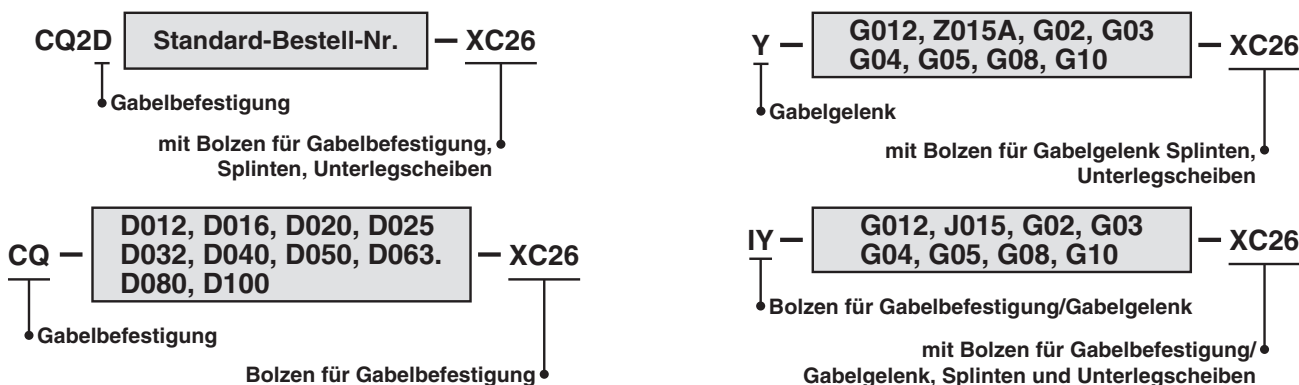 CQ2D Standard-Bestell-Nr. – XC26
Gabelbefestigung
mit Bolzen für Gabelbefestigung,
Splinten, Unterlegscheiben
CQ – D012, D016, D020, D025
D032, D040, D050, D063.
D080, D100
– XC26
Gabelbefestigung
Bolzen für Gabelbefestigung
Y – G012, Z015A, G02, G03
G04, G05, G08, G10
– XC26
Gabelgelenk
mit Bolzen für Gabelgelenk Splinten,
Unterlegscheiben
IY – G012, J015, G02, G03
G04, G05, G08, G10
– XC26
Bolzen für Gabelbefestigung/Gabelgelenk
mit Bolzen für Gabelbefestigung/
Gabelgelenk, Splinten und Unterlegscheiben